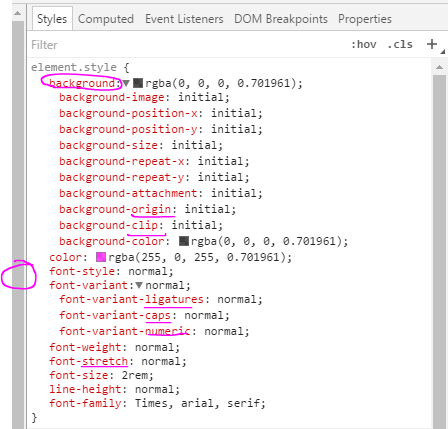 Styles Computed Event Listeners DOM Breakpoints Properties
Filter :hov .cls +
element.style {
background: rgba(0, 0, 0, 0.701961);
background-image: initial;
background-position-x: initial;
background-position-y: initial;
background-size: initial;
background-repeat-x: initial;
background-repeat-y: initial;
background-attachment: initial;
background-origin: initial;
background-clip: initial;
background-color: rgba(0, 0, 0, 0.701961);
color: rgba(255, 0, 255, 0.701961);
font-style: normal;
font-variant: normal;
font-variant-ligatures: normal;
font-variant-caps: normal;
font-variant-numeric: normal;
font-weight: normal;
font-stretch: normal;
font-size: 2rem;
line-height: normal;
font-family: Times, arial, serif;
}